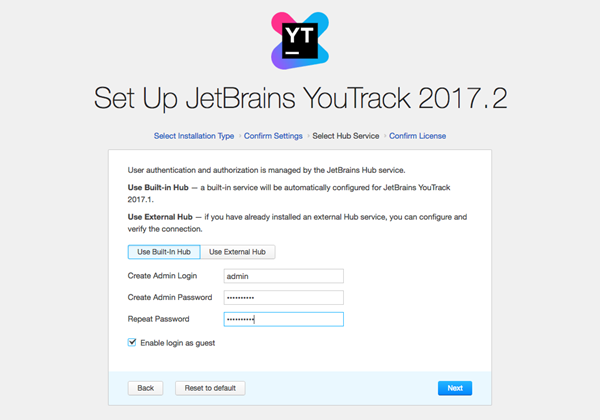 YT
Set Up JetBrains YouTrack 2017.2
Select Installation Type › Confirm Settings › Select Hub Service › Confirm License
User authentication and authorization is managed by the JetBrains Hub service.
Use Built-in Hub — a built-in service will be automatically configured for JetBrains YouTrack
2017.1.
Use External Hub — if you have already installed an external Hub service, you can configure and
verify the connection.
Use Built-In Hub Use External Hub
Create Admin Login admin
Create Admin Password ••••••••••
Repeat Password ••••••••••
Enable login as guest
Back Reset to default Next